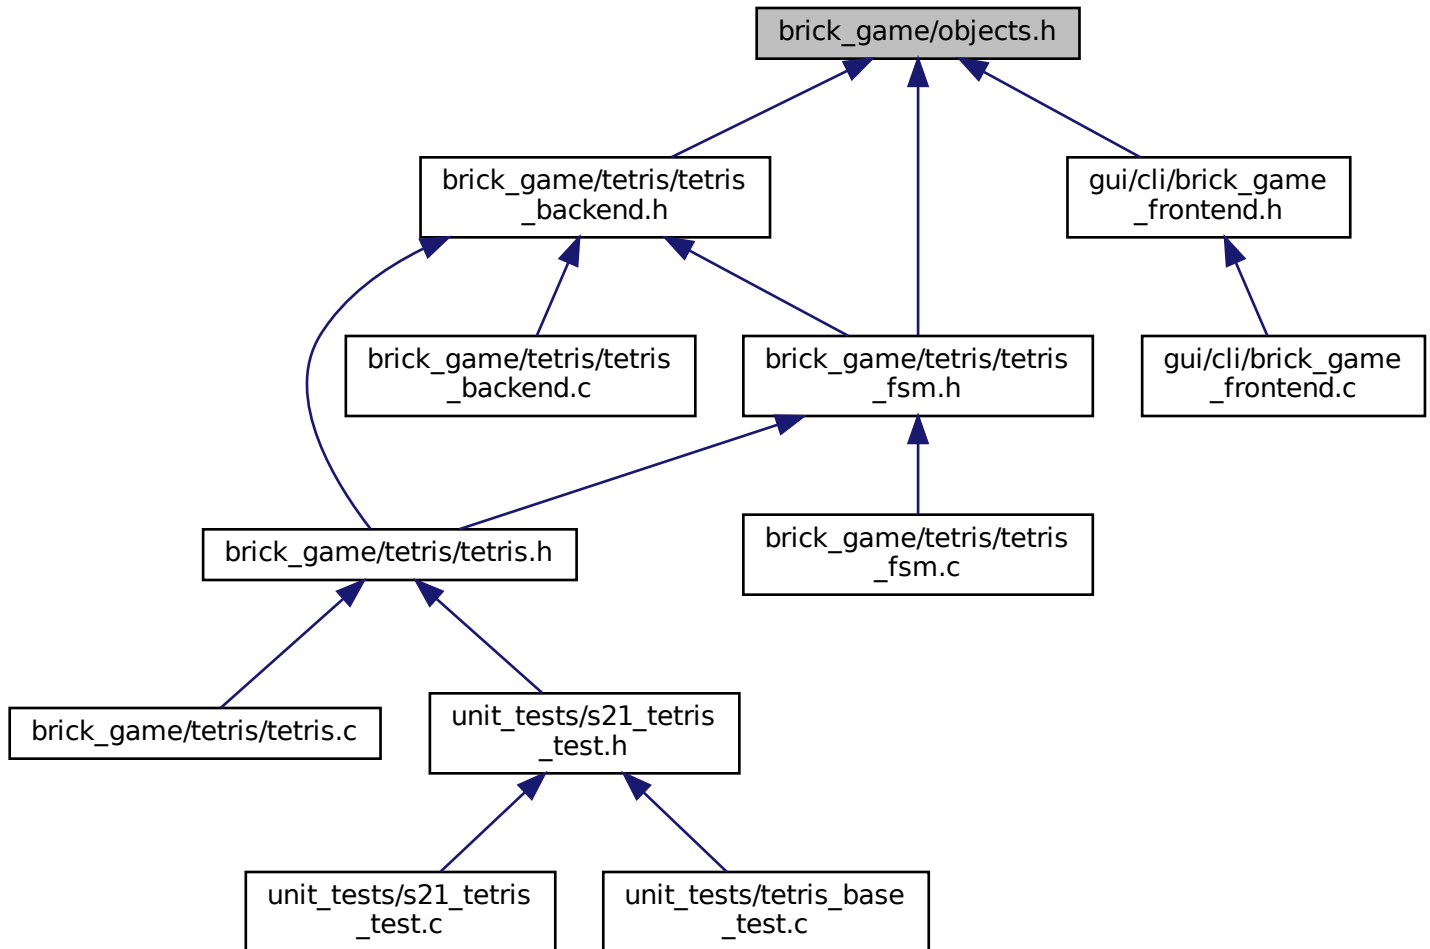 brick_game/objects.h
brick_game/tetris/tetris
_backend.h
gui/cli/brick_game
_frontend.h
brick_game/tetris/tetris
_backend.c
brick_game/tetris/tetris
_fsm.h
gui/cli/brick_game
_frontend.c
brick_game/tetris/tetris.h
brick_game/tetris/tetris
_fsm.c
brick_game/tetris/tetris.c
unit_tests/s21_tetris
_test.h
unit_tests/s21_tetris
_test.c
unit_tests/tetris_base
_test.c